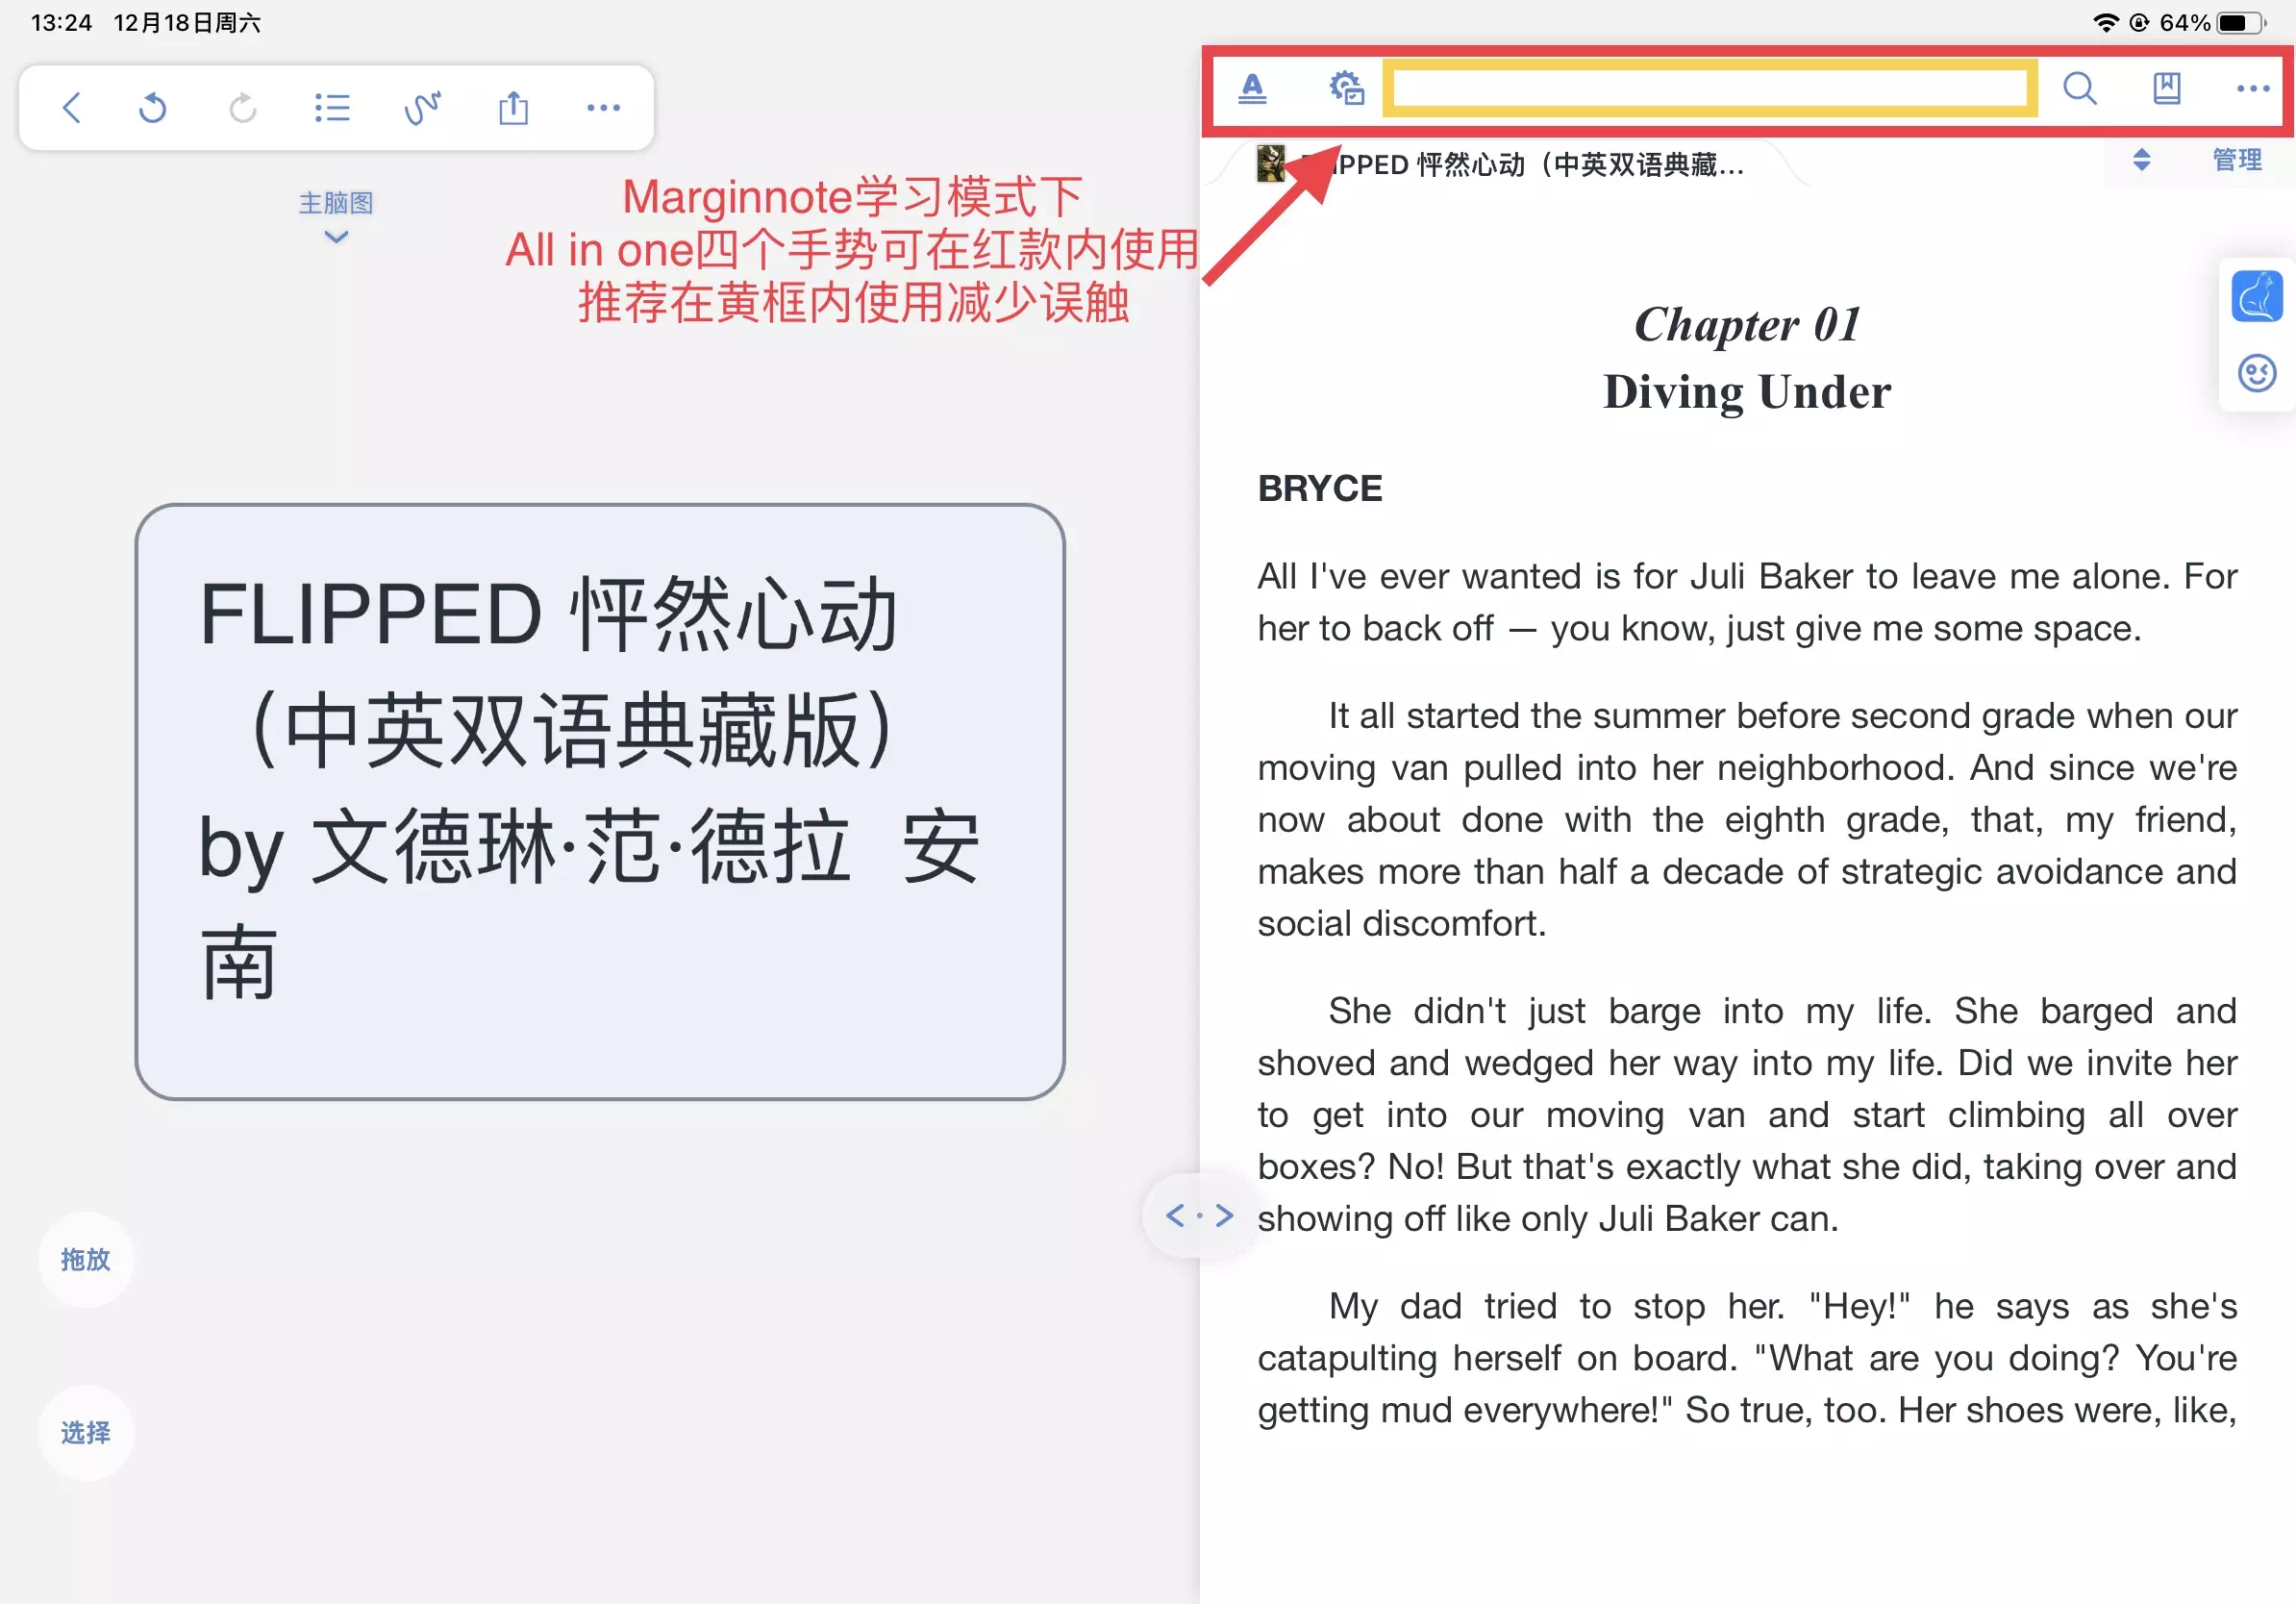 13:24 12月18日周六
64%
主脑图
Marginnote学习模式下
All in one四个手势可在红款内使用
推荐在黄框内使用减少误触
FLIPPED 怦然心动
（中英双语典藏版）
by 文德琳·范·德拉 安
南
拖放
选择
IPPED 怦然心动（中英双语典藏...
管理
Chapter 01
Diving Under
BRYCE
All I've ever wanted is for Juli Baker to leave me alone. For
her to back off — you know, just give me some space.
It all started the summer before second grade when our
moving van pulled into her neighborhood. And since we're
now about done with the eighth grade, that, my friend,
makes more than half a decade of strategic avoidance and
social discomfort.
She didn't just barge into my life. She barged and
shoved and wedged her way into my life. Did we invite her
to get into our moving van and start climbing all over
boxes? No! But that's exactly what she did, taking over and
showing off like only Juli Baker can.
My dad tried to stop her. "Hey!" he says as she's
catapulting herself on board. "What are you doing? You're
getting mud everywhere!" So true, too. Her shoes were, like,